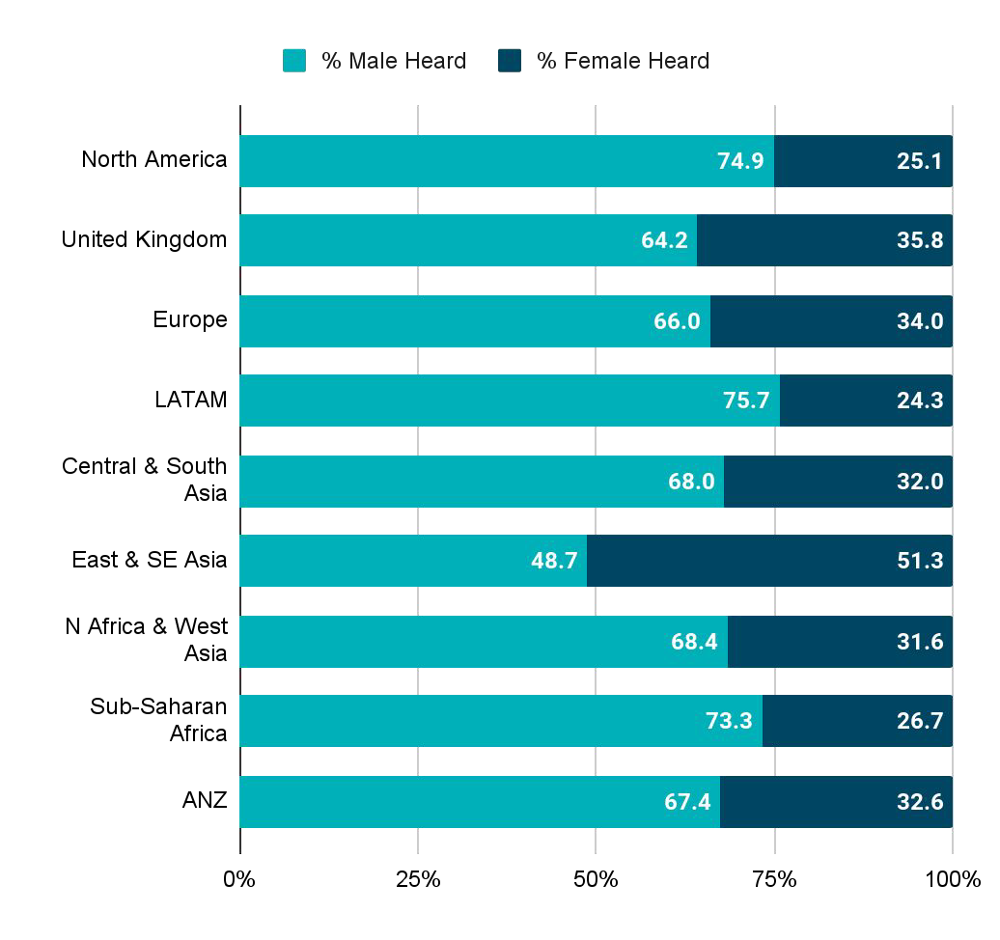 % Male Heard % Female Heard
North America 74.9 25.1
United Kingdom 64.2 35.8
Europe 66.0 34.0
LATAM 75.7 24.3
Central & South
Asia 68.0 32.0
East & SE Asia 48.7 51.3
N Africa & West
Asia 68.4 31.6
Sub-Saharan
Africa 73.3 26.7
ANZ 67.4 32.6
0% 25% 50% 75% 100%